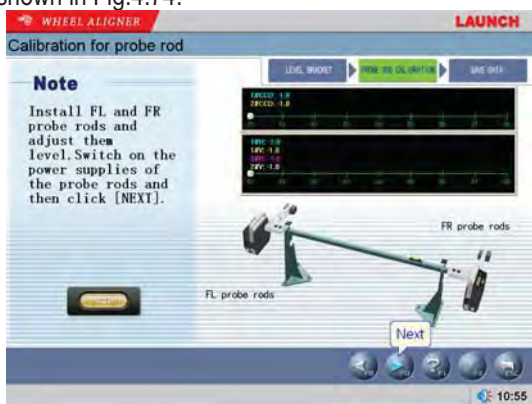 shown in Fig.4.74.
WHEEL ALIGNER
LAUNCH
Calibration for probe rod
LEVEL BRACKET
PROBE ROD CALIBRATION
SAVE DATA
Note
Install FL and FR
probe rods and
adjust them
level.Switch on the
power supplies of
the probe rods and
then click [NEXT].
FR probe rods
FL probe rods
Next
10:55